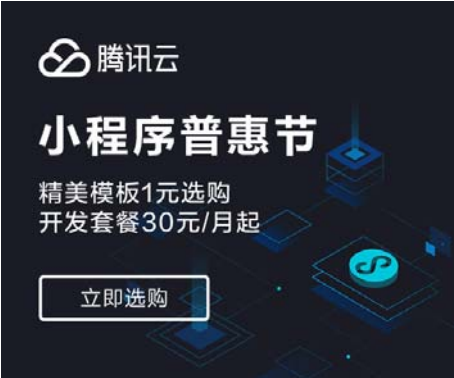 腾讯云
小程序普惠节
精美模板1元选购
开发套餐30元/月起
立即选购